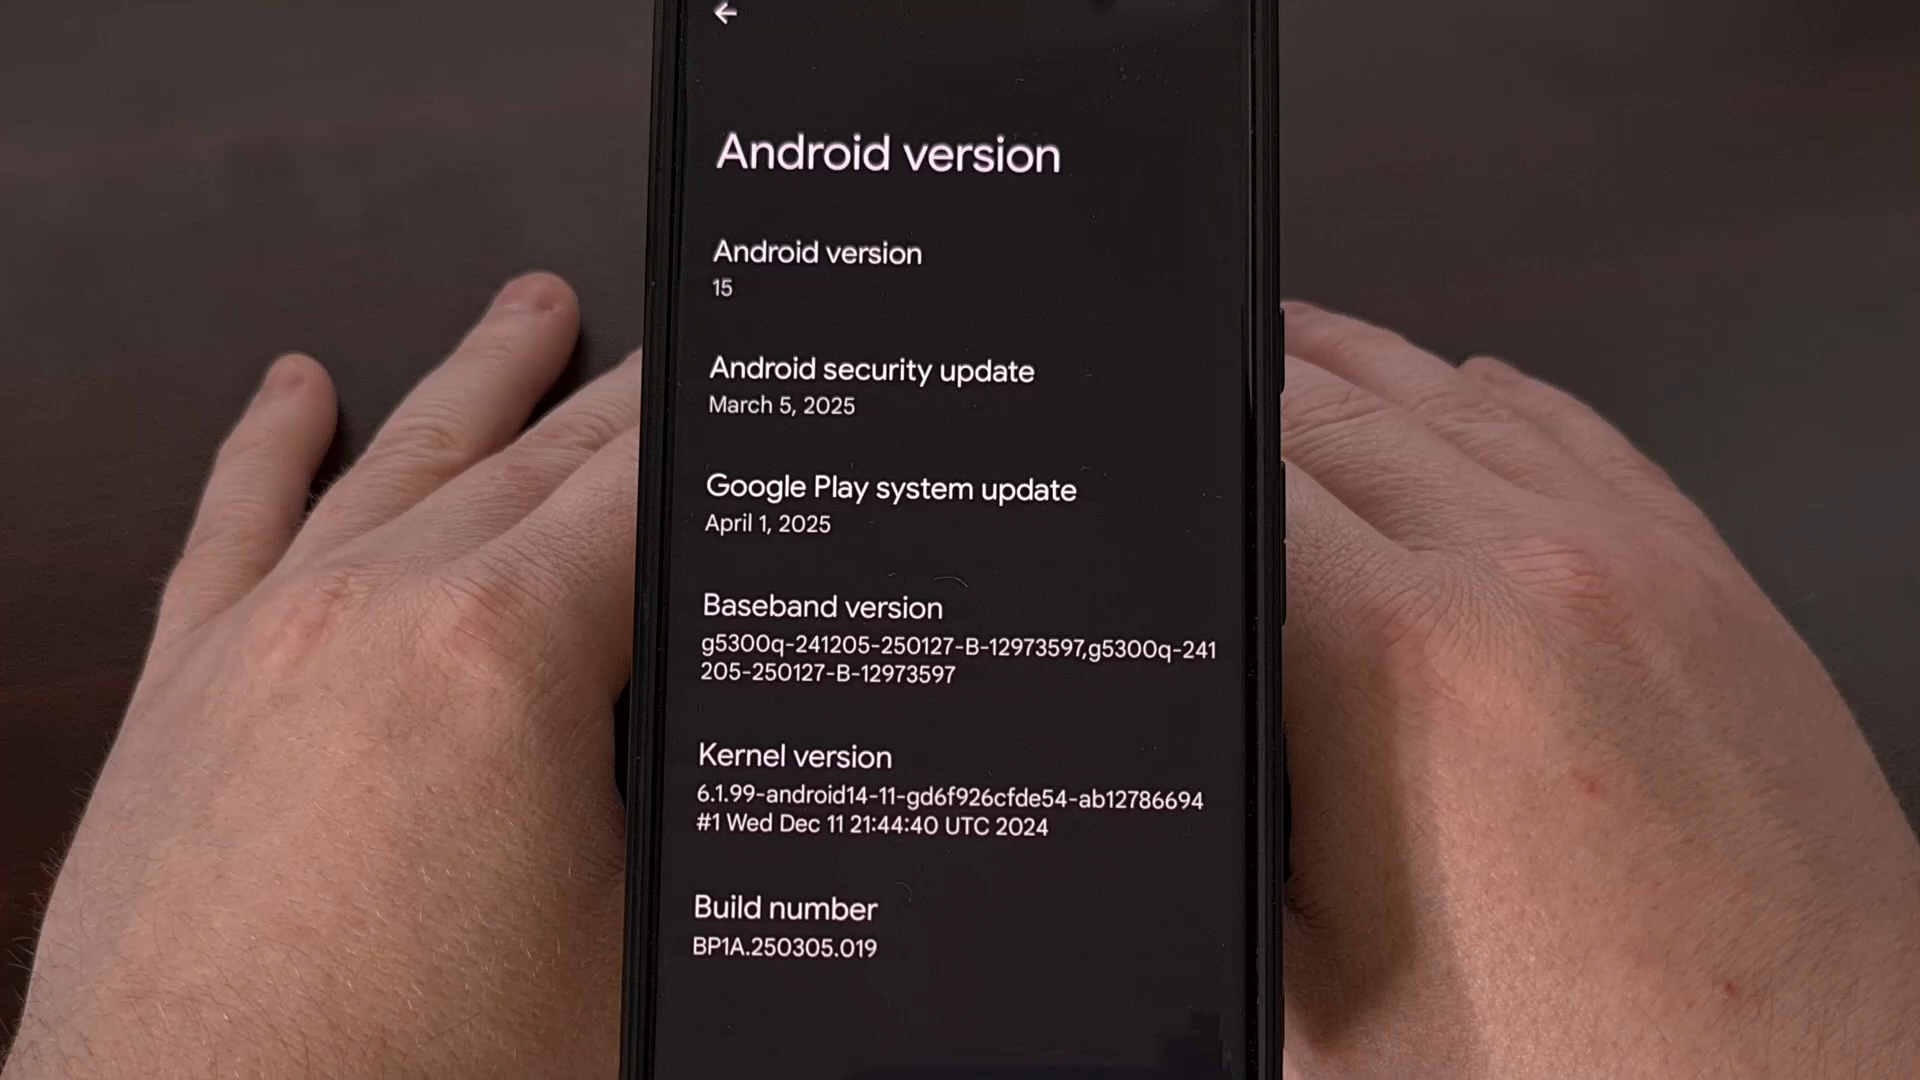 Android version
Android version
15
Android security update
March 5, 2025
Google Play system update
April 1, 2025
Baseband version
g5300q-241205-250127-B-12973597,g5300q-241
205-250127-B-12973597
Kernel version
6.1.99-android14-11-gd6f926cfde54-ab12786694
#1 Wed Dec 11 21:44:40 UTC 2024
Build number
BP1A.250305.019